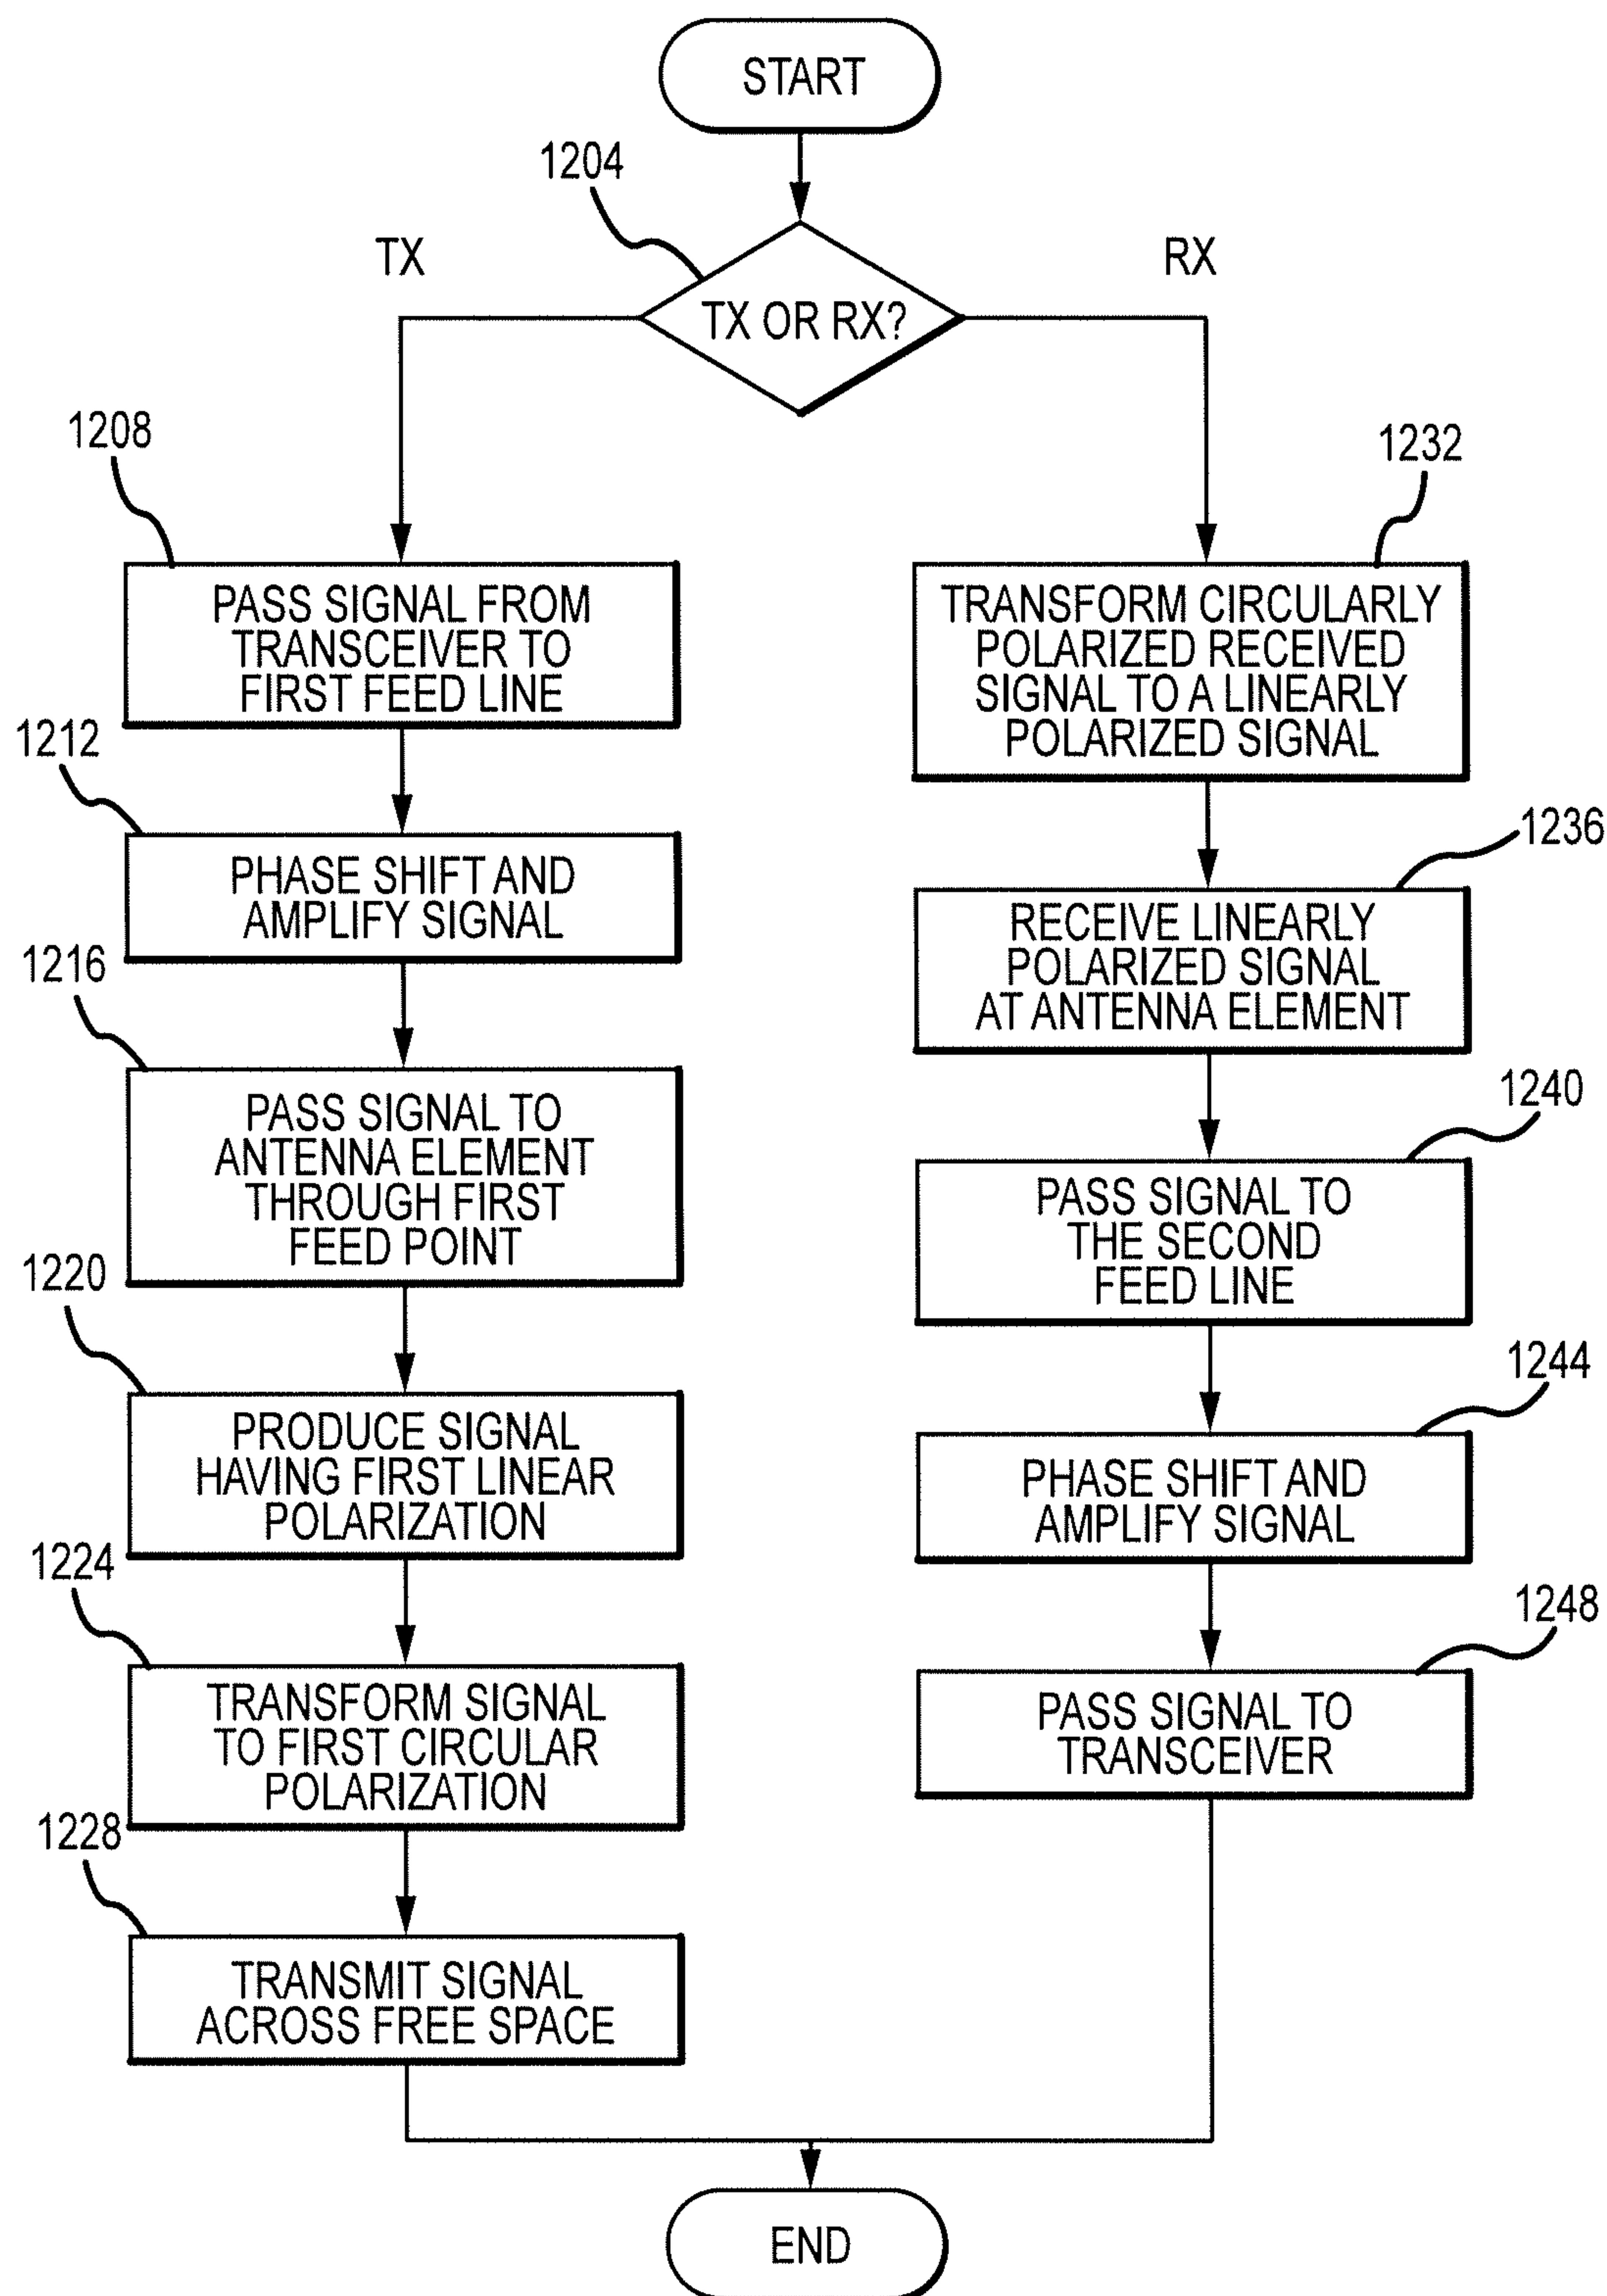 START
1204
TX
RX
TX OR RX?
1208
PASS SIGNAL FROM
TRANSCEIVER TO
FIRST FEED LINE
1212
PHASE SHIFT AND
AMPLIFY SIGNAL
1216
PASS SIGNAL TO
ANTENNA ELEMENT
THROUGH FIRST
FEED POINT
1220
PRODUCE SIGNAL
HAVING FIRST LINEAR
POLARIZATION
1224
TRANSFORM SIGNAL
TO FIRST CIRCULAR
POLARIZATION
1228
TRANSMIT SIGNAL
ACROSS FREE SPACE
1232
TRANSFORM CIRCULARLY
POLARIZED RECEIVED
SIGNAL TO A LINEARLY
POLARIZED SIGNAL
1236
RECEIVE LINEARLY
POLARIZED SIGNAL
AT ANTENNA ELEMENT
1240
PASS SIGNAL TO
THE SECOND
FEED LINE
1244
PHASE SHIFT AND
AMPLIFY SIGNAL
1248
PASS SIGNAL TO
TRANSCEIVER
END